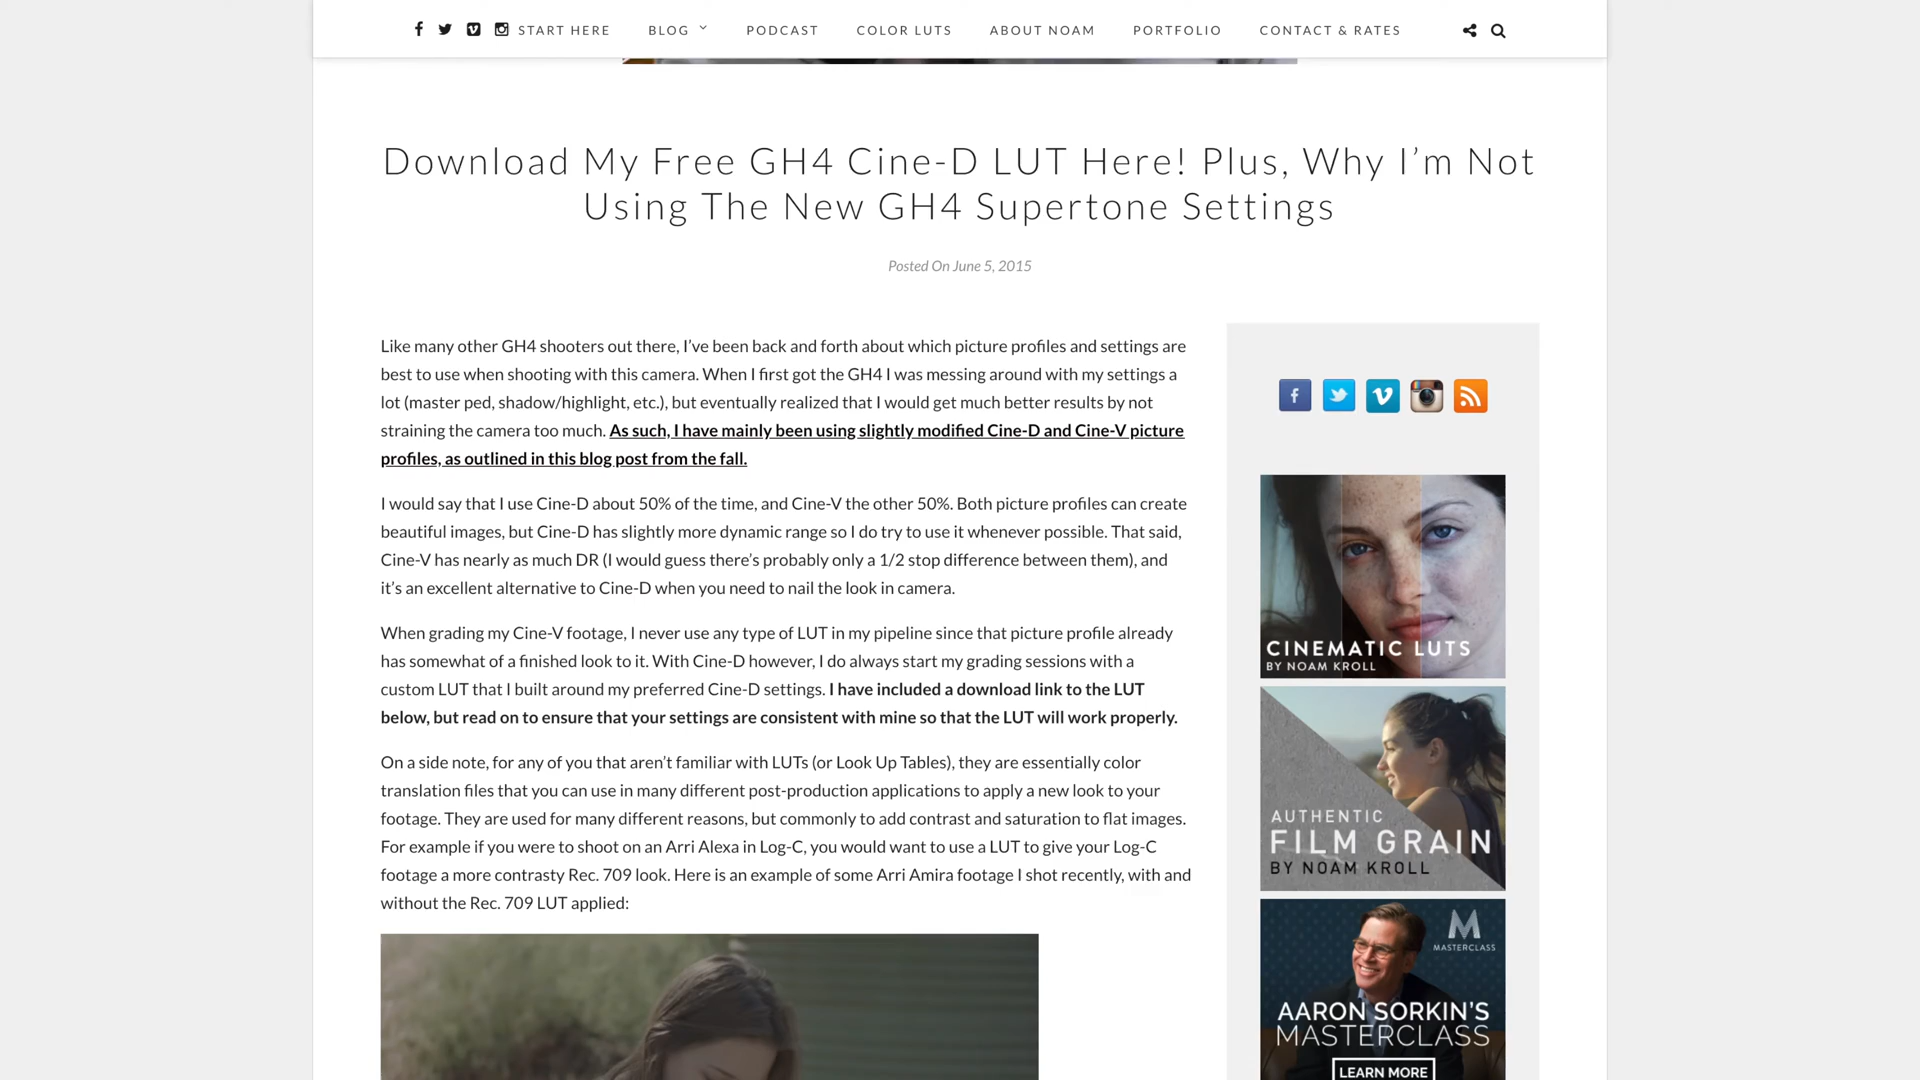 START HERE BLOG PODCAST COLOR LUTS ABOUT NOAM PORTFOLIO CONTACT & RATES
Download My Free GH4 Cine-D LUT Here! Plus, Why I’m Not
Using The New GH4 Supertone Settings
Posted On June 5, 2015
Like many other GH4 shooters out there, I’ve been back and forth about which picture profiles and settings are
best to use when shooting with this camera. When I first got the GH4 I was messing around with my settings a
lot (master ped, shadow/highlight, etc.), but eventually realized that I would get much better results by not
straining the camera too much. As such, I have mainly been using slightly modified Cine-D and Cine-V picture
profiles, as outlined in this blog post from the fall.
I would say that I use Cine-D about 50% of the time, and Cine-V the other 50%. Both picture profiles can create
beautiful images, but Cine-D has slightly more dynamic range so I do try to use it whenever possible. That said,
Cine-V has nearly as much DR (I would guess there’s probably only a 1/2 stop difference between them), and
it’s an excellent alternative to Cine-D when you need to nail the look in camera.
When grading my Cine-V footage, I never use any type of LUT in my pipeline since that picture profile already
has somewhat of a finished look to it. With Cine-D however, I do always start my grading sessions with a
custom LUT that I built around my preferred Cine-D settings. I have included a download link to the LUT
below, but read on to ensure that your settings are consistent with mine so that the LUT will work properly.
On a side note, for any of you that aren’t familiar with LUTs (or Look Up Tables), they are essentially color
translation files that you can use in many different post-production applications to apply a new look to your
footage. They are used for many different reasons, but commonly to add contrast and saturation to flat images.
For example if you were to shoot on an Arri Alexa in Log-C, you would want to use a LUT to give your Log-C
footage a more contrasty Rec. 709 look. Here is an example of some Arri Amira footage I shot recently, with and
without the Rec. 709 LUT applied:
CINEMATIC LUTS
BY NOAM KROLL
AUTHENTIC
FILM GRAIN
BY NOAM KROLL
MASTERCLASS
AARON SORKIN'S
MASTERCLASS
LEARN MORE